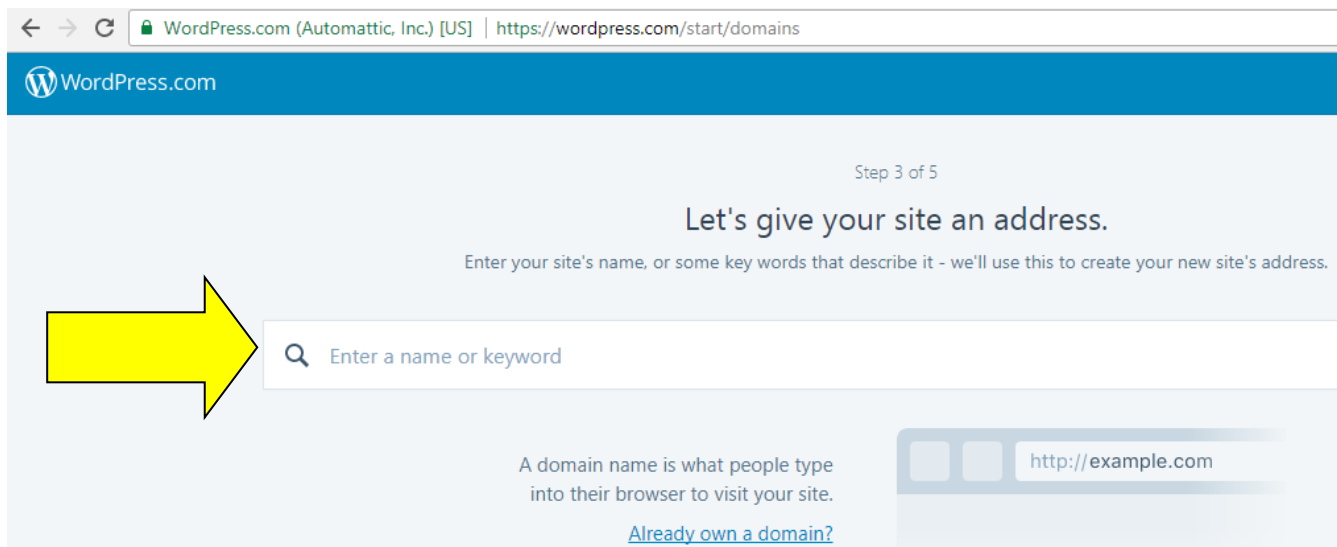 WordPress.com (Automattic, Inc.) [US] | https://wordpress.com/start/domains
WordPress.com
Step 3 of 5
Let's give your site an address.
Enter your site's name, or some key words that describe it - we'll use this to create your new site's address.
Enter a name or keyword
A domain name is what people type
into their browser to visit your site.
Already own a domain?
http://example.com